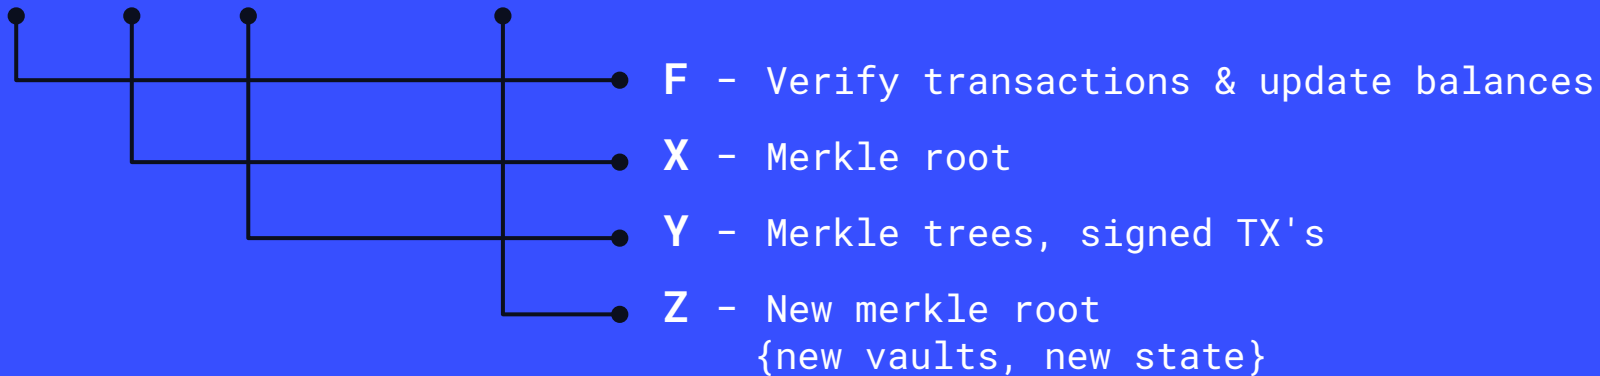 F - Verify transactions & update balances
X - Merkle root
Y - Merkle trees, signed TX's
Z - New merkle root
{new vaults, new state}